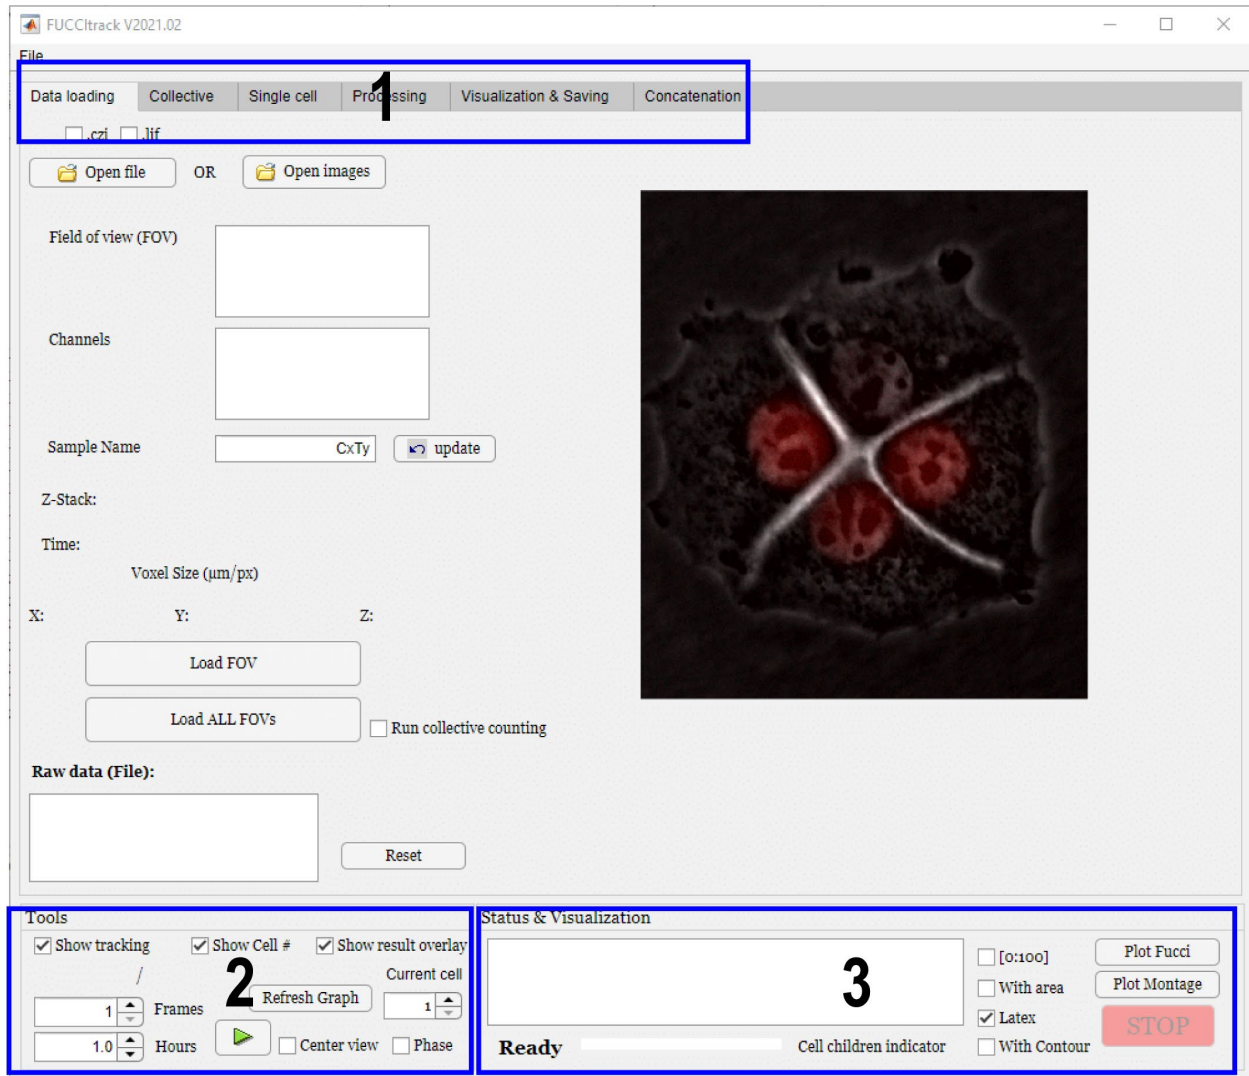 FUCCItrack V2021.02
File
1
Data loading Collective Single cell Processing Visualization & Saving Concatenation
.czi .lif
Open file OR Open images
Field of view (FOV)
Channels
Sample Name CxTy update
Z-Stack:
Time:
Voxel Size (µm/px)
X: Y: Z:
Load FOV
Load ALL FOVs
Run collective counting
Raw data (File):
Reset
Tools
Show tracking Show Cell # Show result overlay
/ Current cell
2
Refresh Graph
1 Frames 1
1.0 Hours Center view Phase
Status & Visualization
3
[0:100] Plot Fucci
With area Plot Montage
Latex STOP
Ready Cell children indicator With Contour